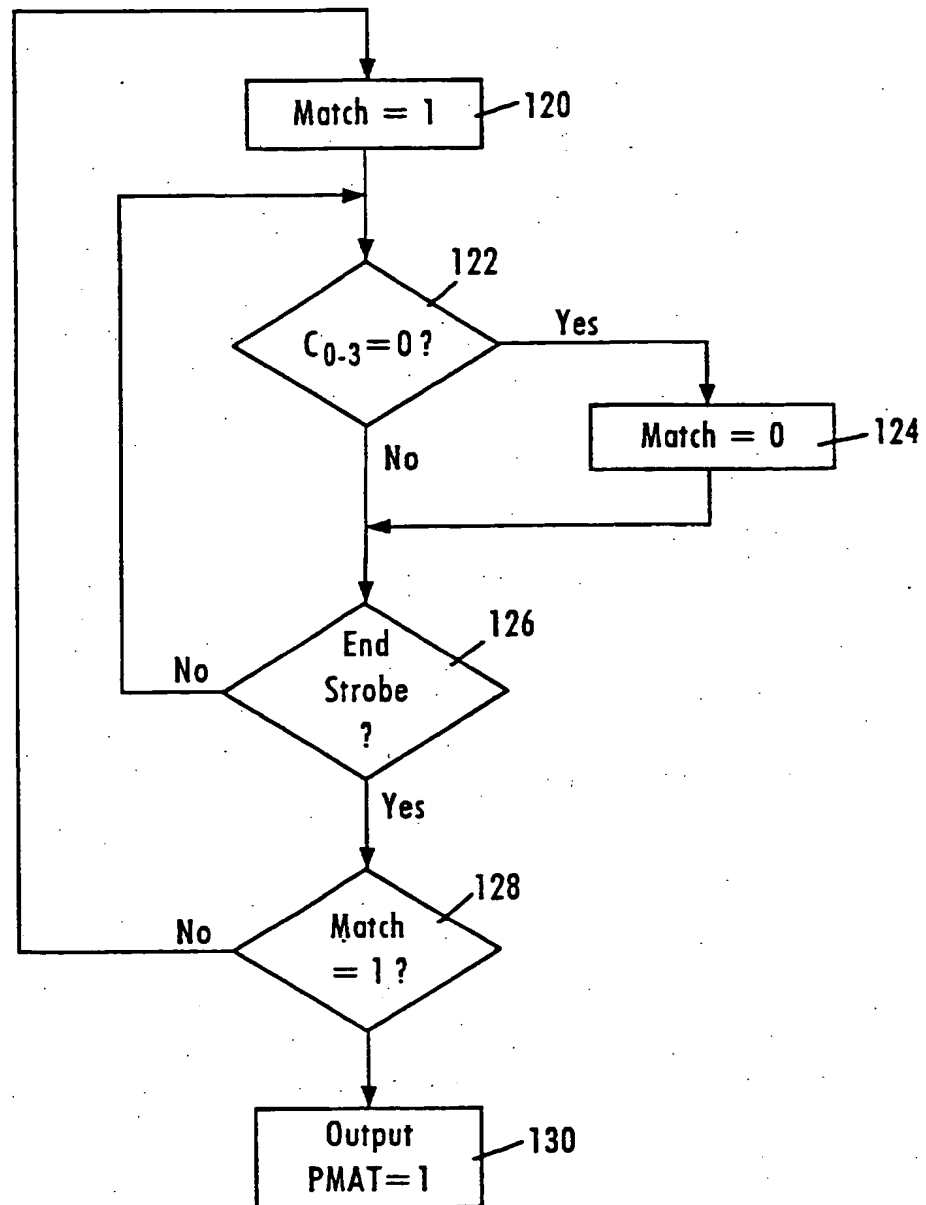 Match = 1
120
122
C0-3=0?
Yes
Match = 0
124
No
126
End
Strobe
?
No
Yes
128
Match
= 1?
No
Output
PMAT=1
130